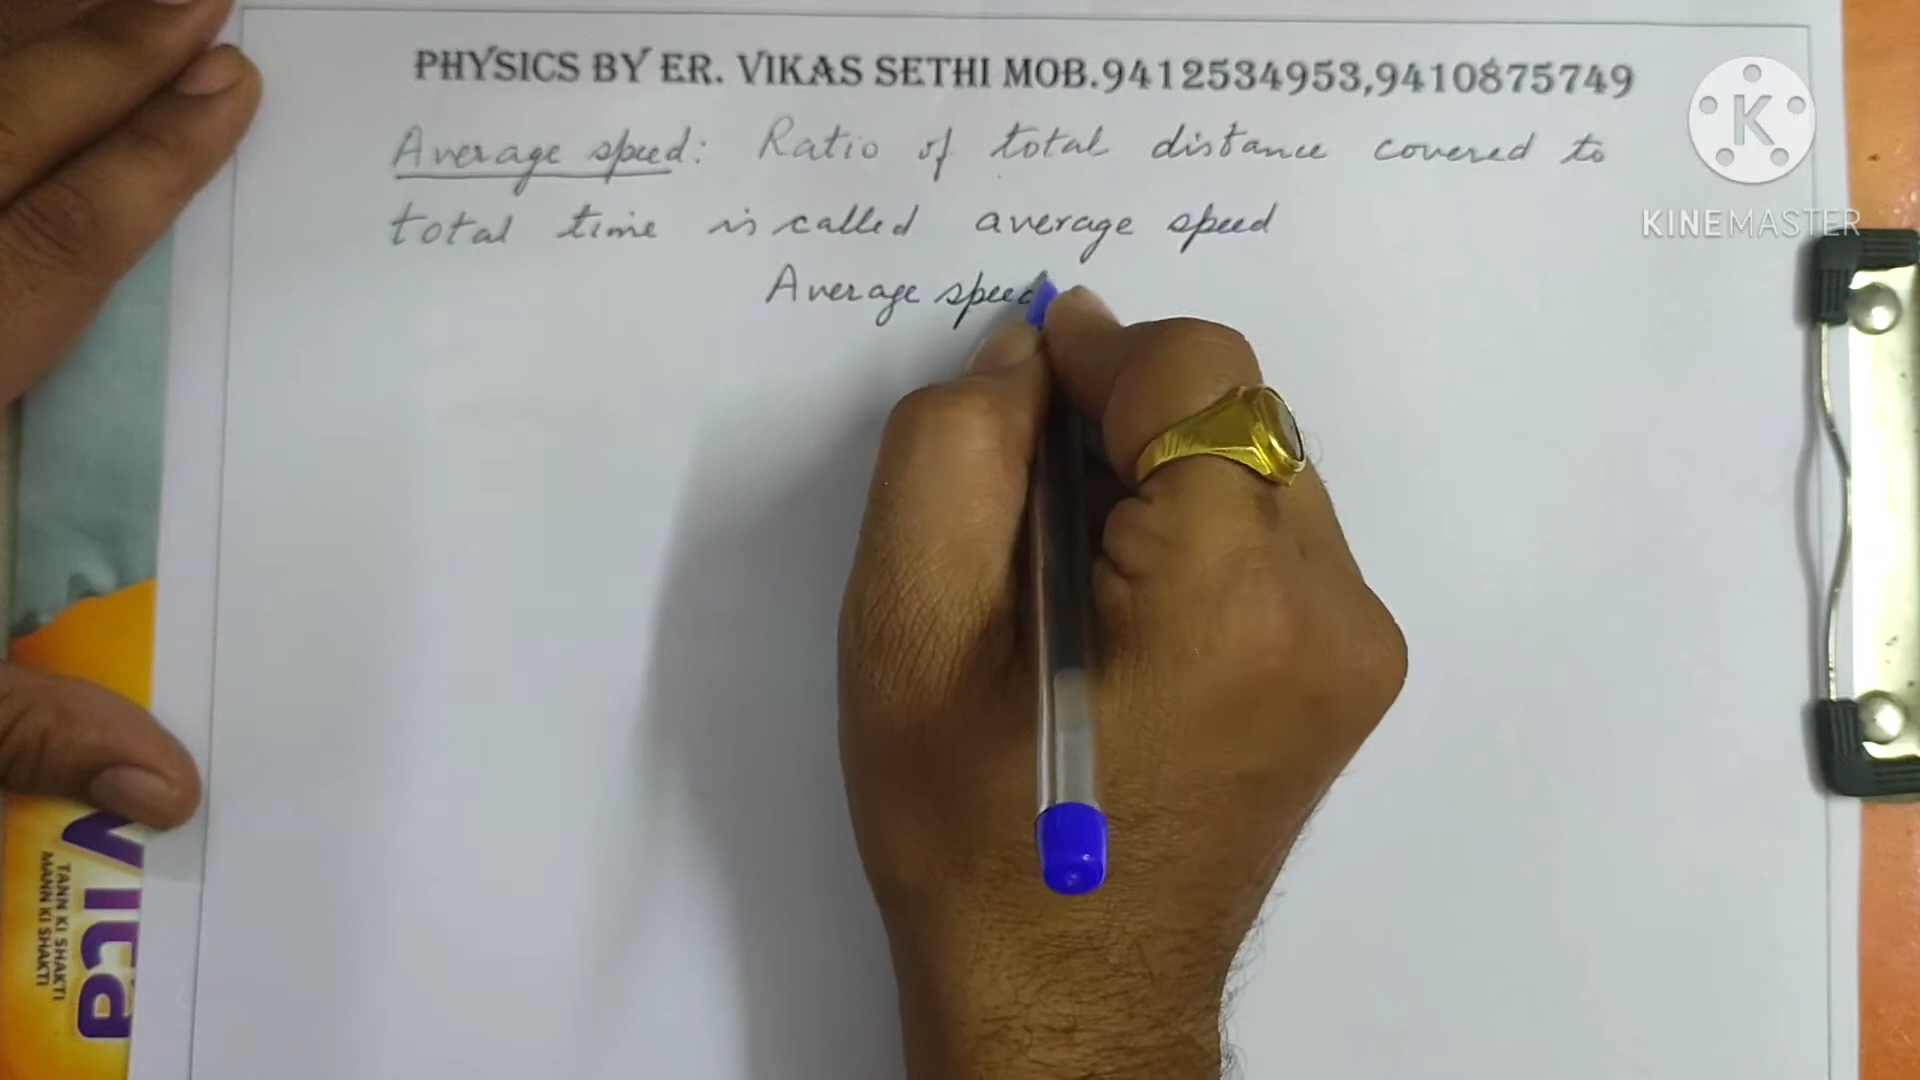 PHYSICS BY ER. VIKAS SETHI MOB.9412534953,9410875749
K
KINEMASTER
Average speed: Ratio of total distance covered to
total time is called average speed
Average speed
Vita
TANN KI SHAKTI
MANN KI SHAKTI